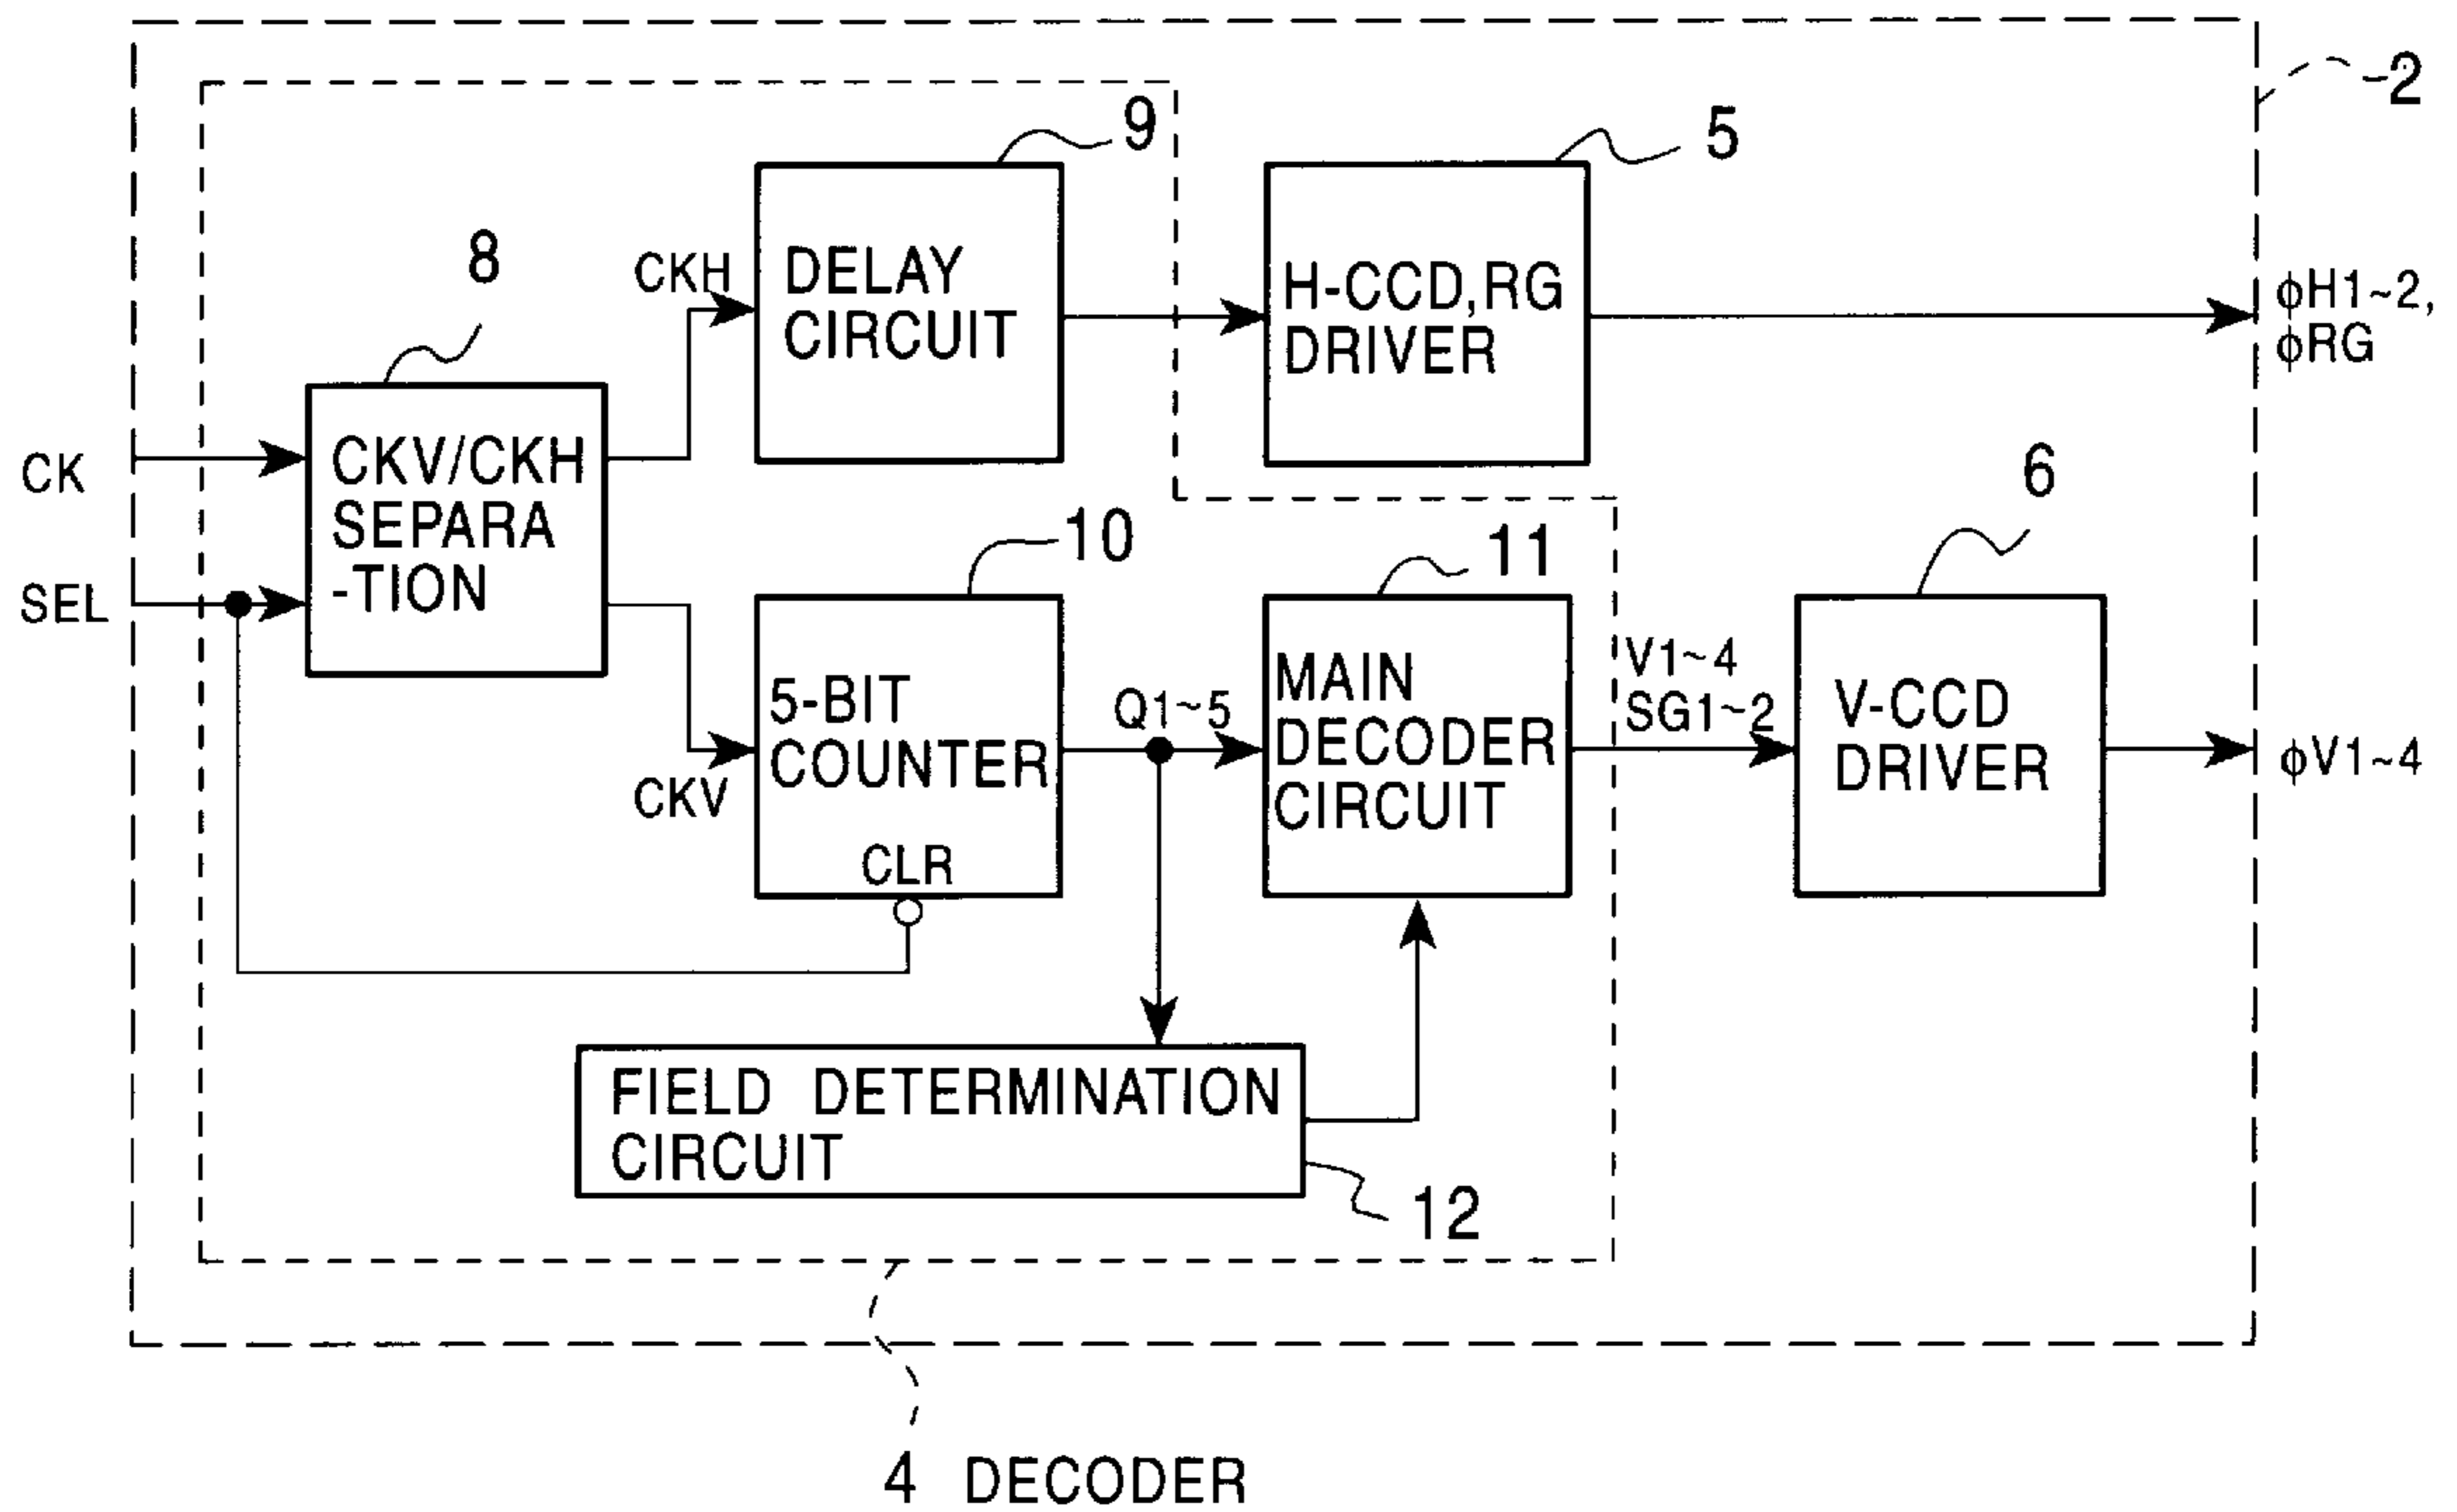 2
9
5
8
CKH
DELAY
CIRCUIT
H-CCD,RG
DRIVER
ϕH1~2,
ϕRG
CK
CKV/CKH
SEPARA
-TION
6
10
11
SEL
5-BIT
COUNTER
CLR
CKV
Q1~5
MAIN
DECODER
CIRCUIT
V1~4
SG1~2
V-CCD
DRIVER
ϕV1~4
FIELD DETERMINATION
CIRCUIT
12
4 DECODER